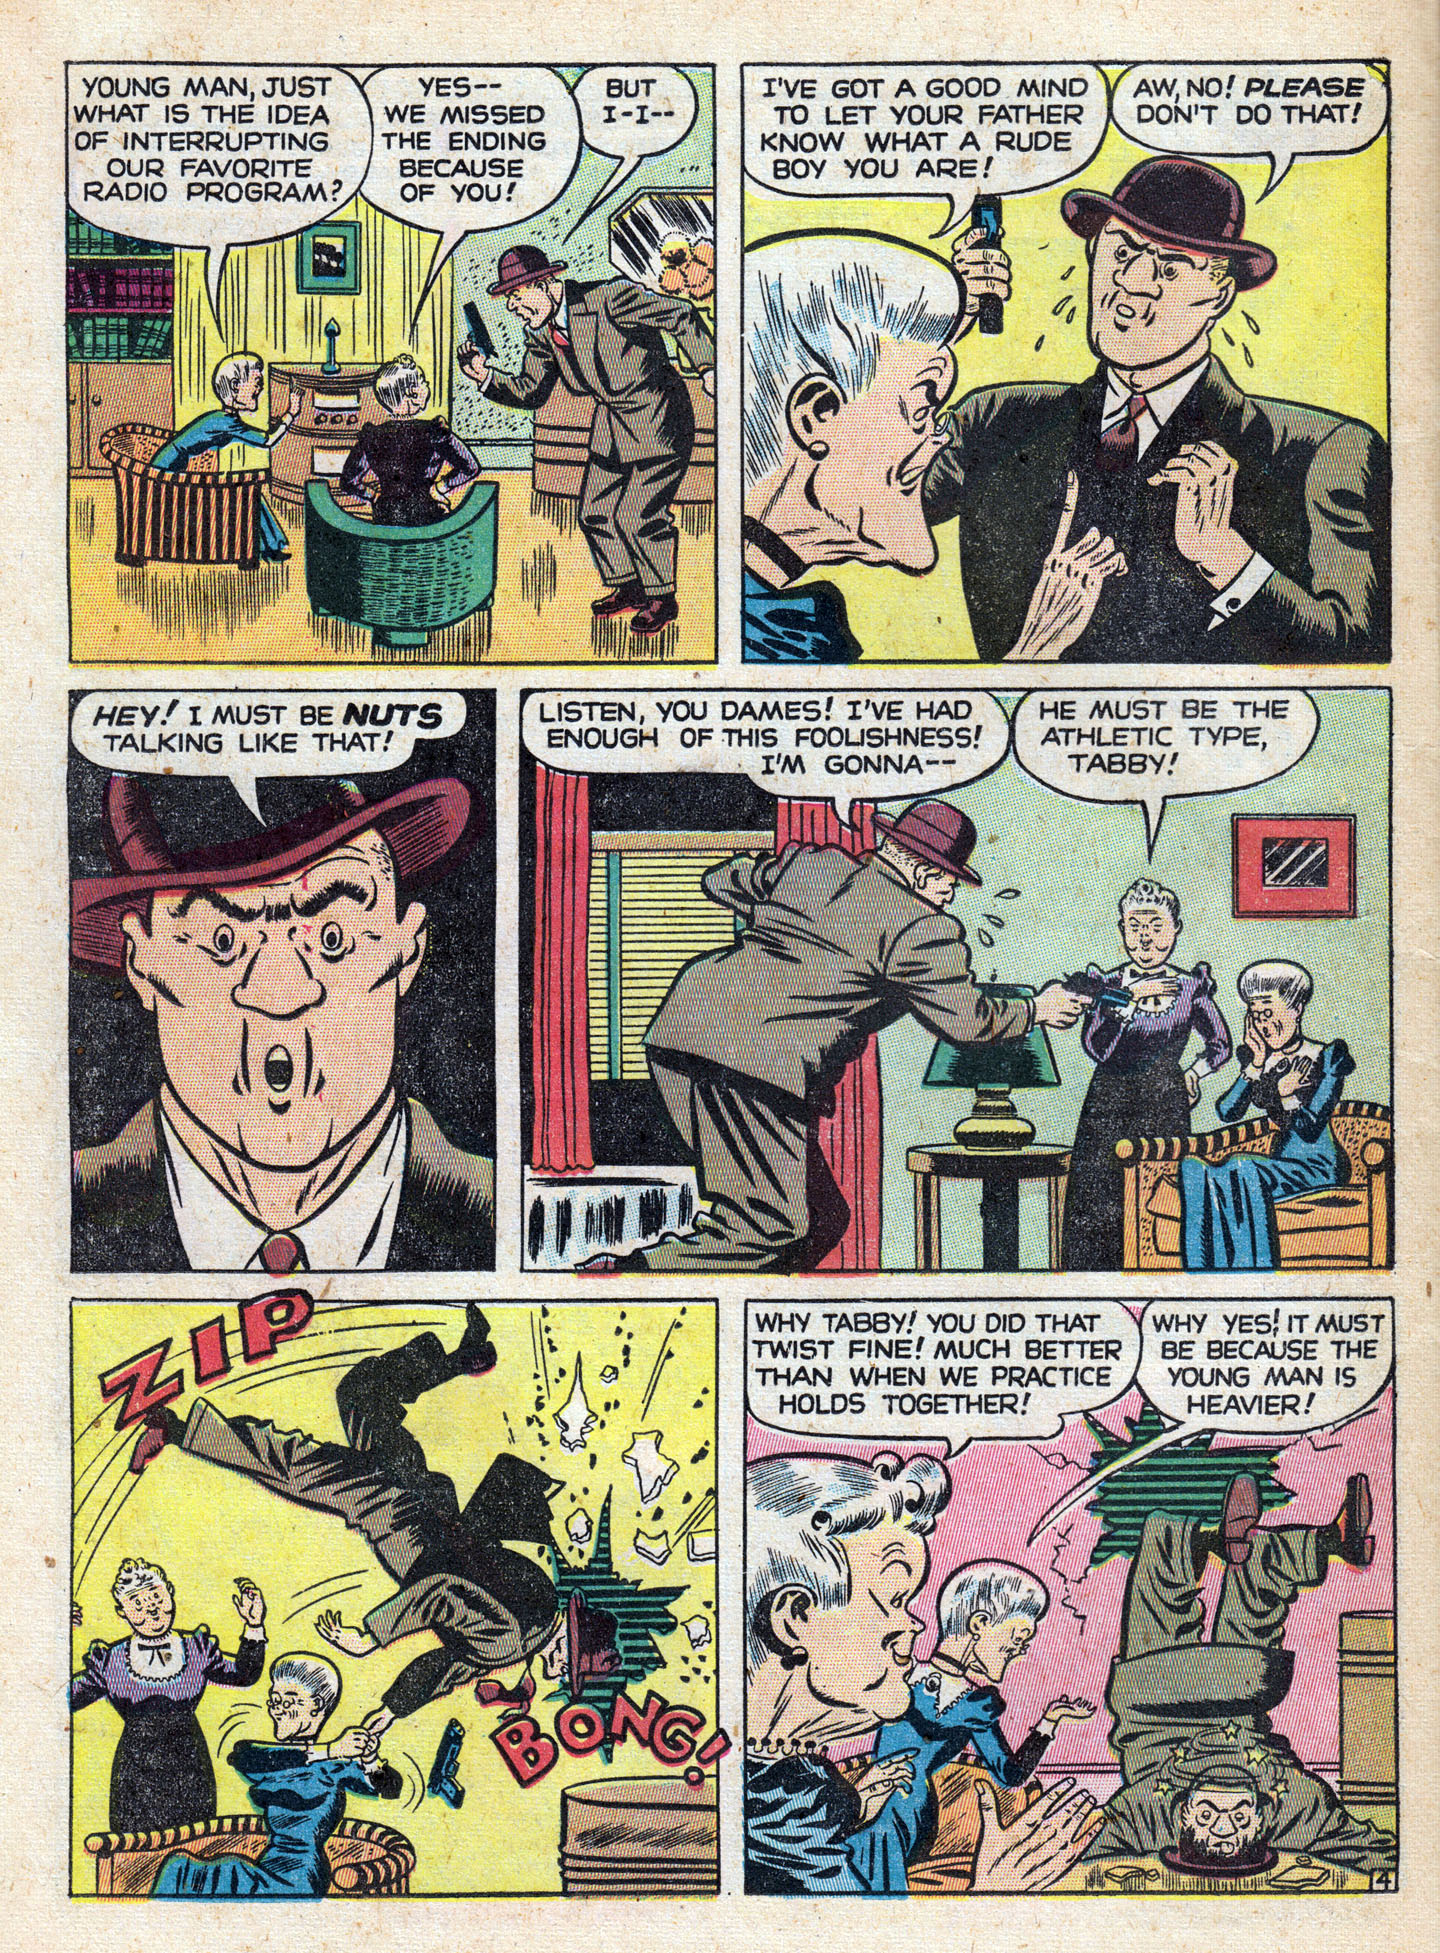 YOUNG MAN, JUST
WHAT IS THE IDEA
OF INTERRUPTING
OUR FAVORITE
RADIO PROGRAM?
YES--
WE MISSED
THE ENDING
BECAUSE
OF YOU!
BUT
I-I--
...
I'VE GOT A GOOD MIND
TO LET YOUR FATHER
KNOW WHAT A RUDE
BOY YOU ARE!
AW, NO! PLEASE
DON'T DO THAT!
HEY! I MUST BE NUTS
TALKING LIKE THAT!
LISTEN, YOU DAMES! I'VE HAD
ENOUGH OF THIS FOOLISHNESS!
I'M GONNA--
HE MUST BE THE
ATHLETIC TYPE,
TABBY!
ZIP
BONG!
WHY TABBY! YOU DID THAT
TWIST FINE! MUCH BETTER
THAN WHEN WE PRACTICE
HOLDS TOGETHER!
WHY YES! IT MUST
BE BECAUSE THE
YOUNG MAN IS
HEAVIER!
4